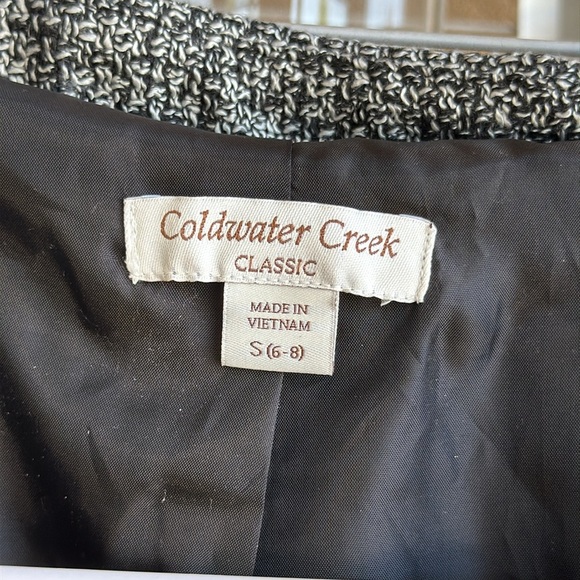 Coldwater Creek
CLASSIC
MADE IN
VIETNAM
S (6-8)